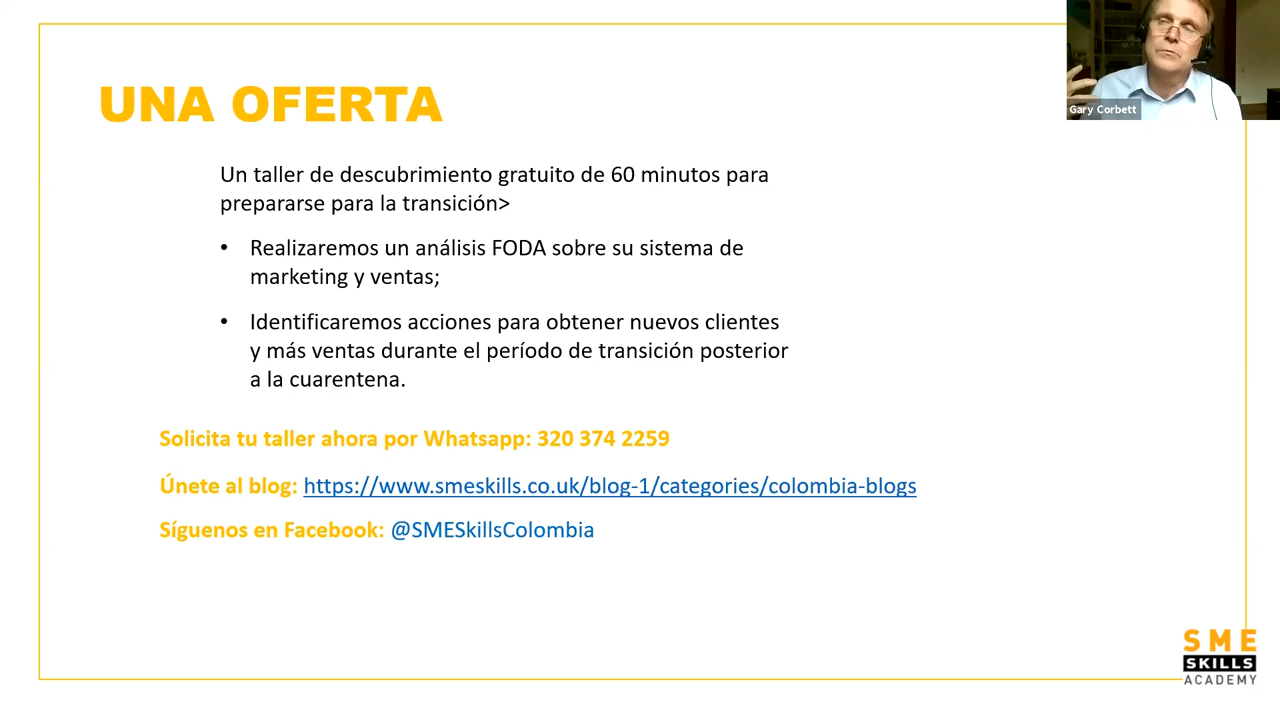 UNA OFERTA
Gary Corbett
Un taller de descubrimiento gratuito de 60 minutos para
prepararse para la transición>
• Realizaremos un análisis FODA sobre su sistema de
marketing y ventas;
• Identificaremos acciones para obtener nuevos clientes
y más ventas durante el período de transición posterior
a la cuarentena.
Solicita tu taller ahora por Whatsapp: 320 374 2259
Únete al blog: https://www.smeskills.co.uk/blog-1/categories/colombia-blogs
Síguenos en Facebook: @SMESkillsColombia
SME
SKILLS
ACADEMY